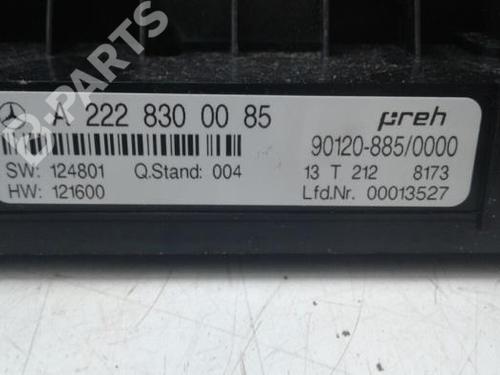 B-PARTS
A 222 830 00 85
preh
90120-885/0000
SW: 124801 Q.Stand: 004
13 T 212 8173
HW: 121600
Lfd.Nr. 00013527